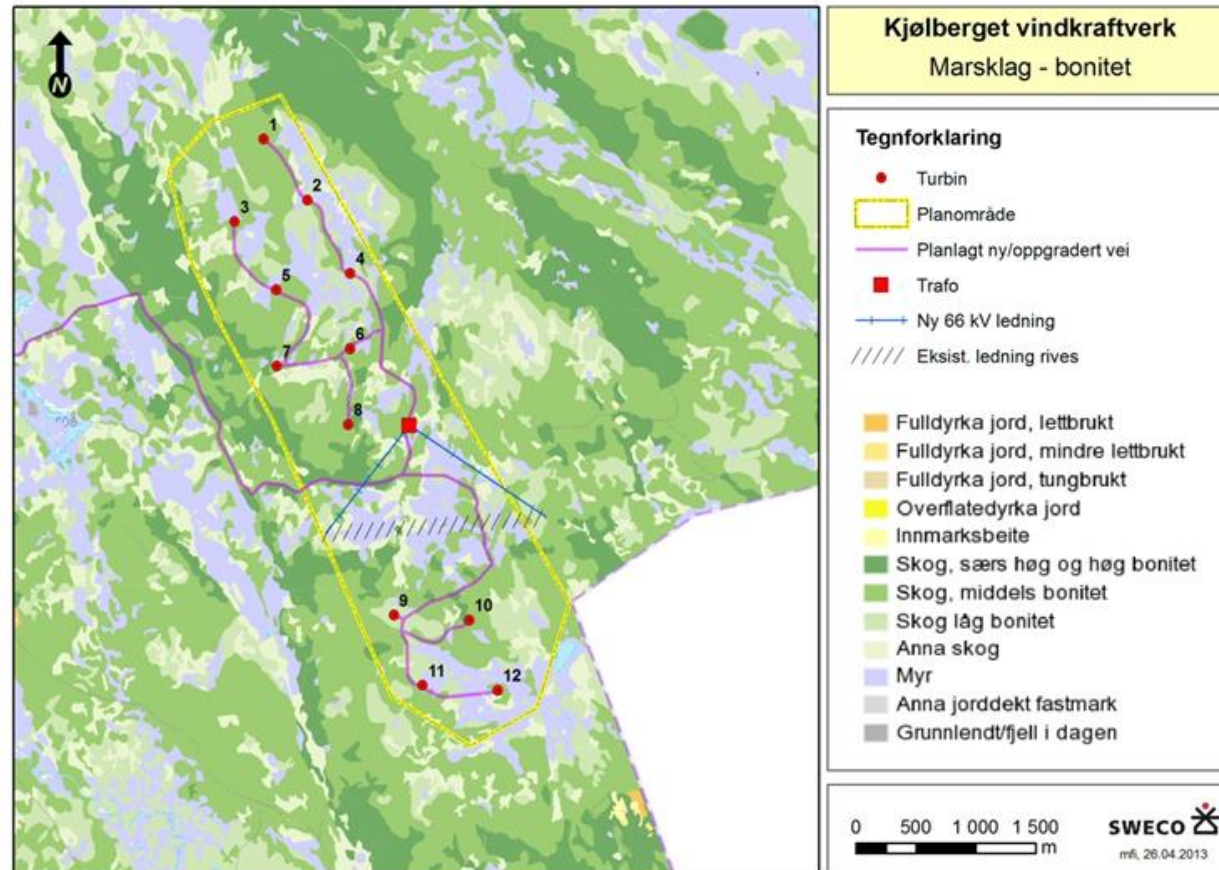 Kjølberget vindkraftverk
Marsklag - bonitet
N
1
2
3
4
5
6
7
8
9
10
11
12
Tegnforklaring
Turbin
Planområde
Planlagt ny/oppgradert vei
Trafo
Ny 66 kV ledning
Eksist. ledning rives
Fulldyrka jord, lettbrukt
Fulldyrka jord, mindre lettbrukt
Fulldyrka jord, tungbrukt
Overflatedyrka jord
Innmarksbeite
Skog, særs høg og høg bonitet
Skog, middels bonitet
Skog låg bonitet
Anna skog
Myr
Anna jorddekt fastmark
Grunnlendt/fjell i dagen
0 500 1 000 1 500
m
SWECO
mfi, 26.04.2013